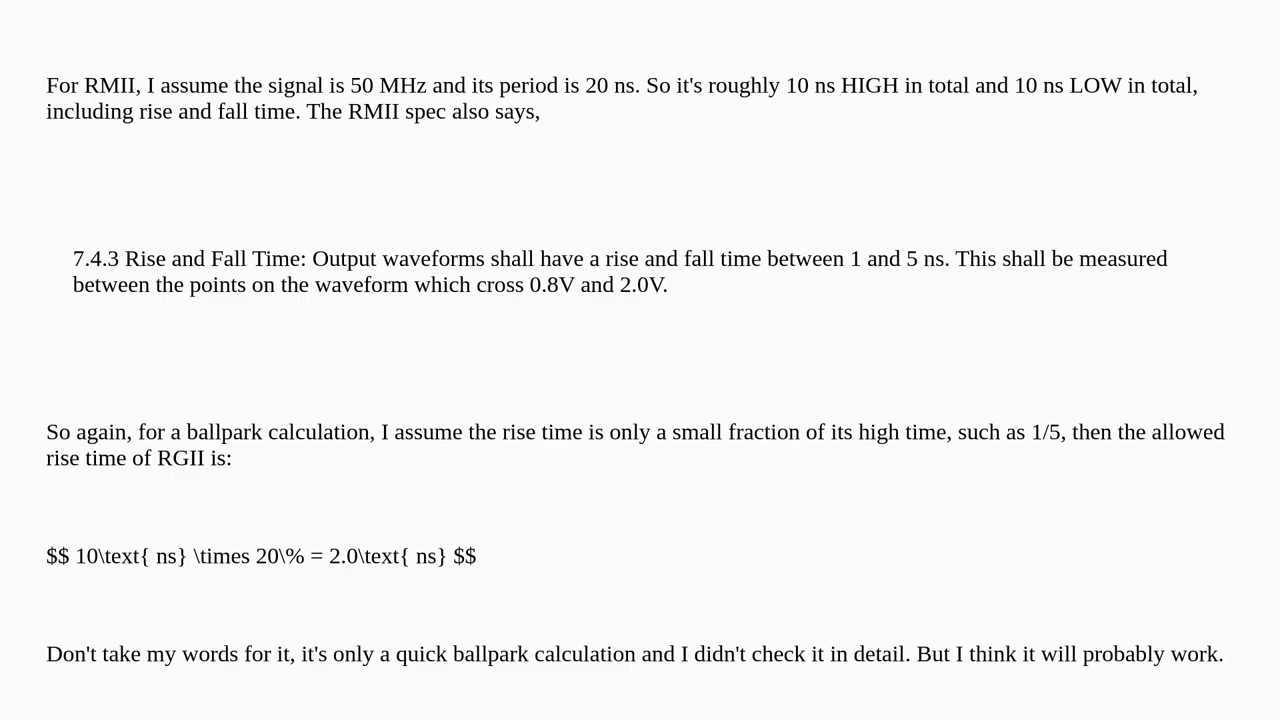 For RMII, I assume the signal is 50 MHz and its period is 20 ns. So it's roughly 10 ns HIGH in total and 10 ns LOW in total,
including rise and fall time. The RMII spec also says,
7.4.3 Rise and Fall Time: Output waveforms shall have a rise and fall time between 1 and 5 ns. This shall be measured
between the points on the waveform which cross 0.8V and 2.0V.
So again, for a ballpark calculation, I assume the rise time is only a small fraction of its high time, such as 1/5, then the allowed
rise time of RGII is:
$$ 10\text{ ns} \times 20\% = 2.0\text{ ns} $$
Don't take my words for it, it's only a quick ballpark calculation and I didn't check it in detail. But I think it will probably work.